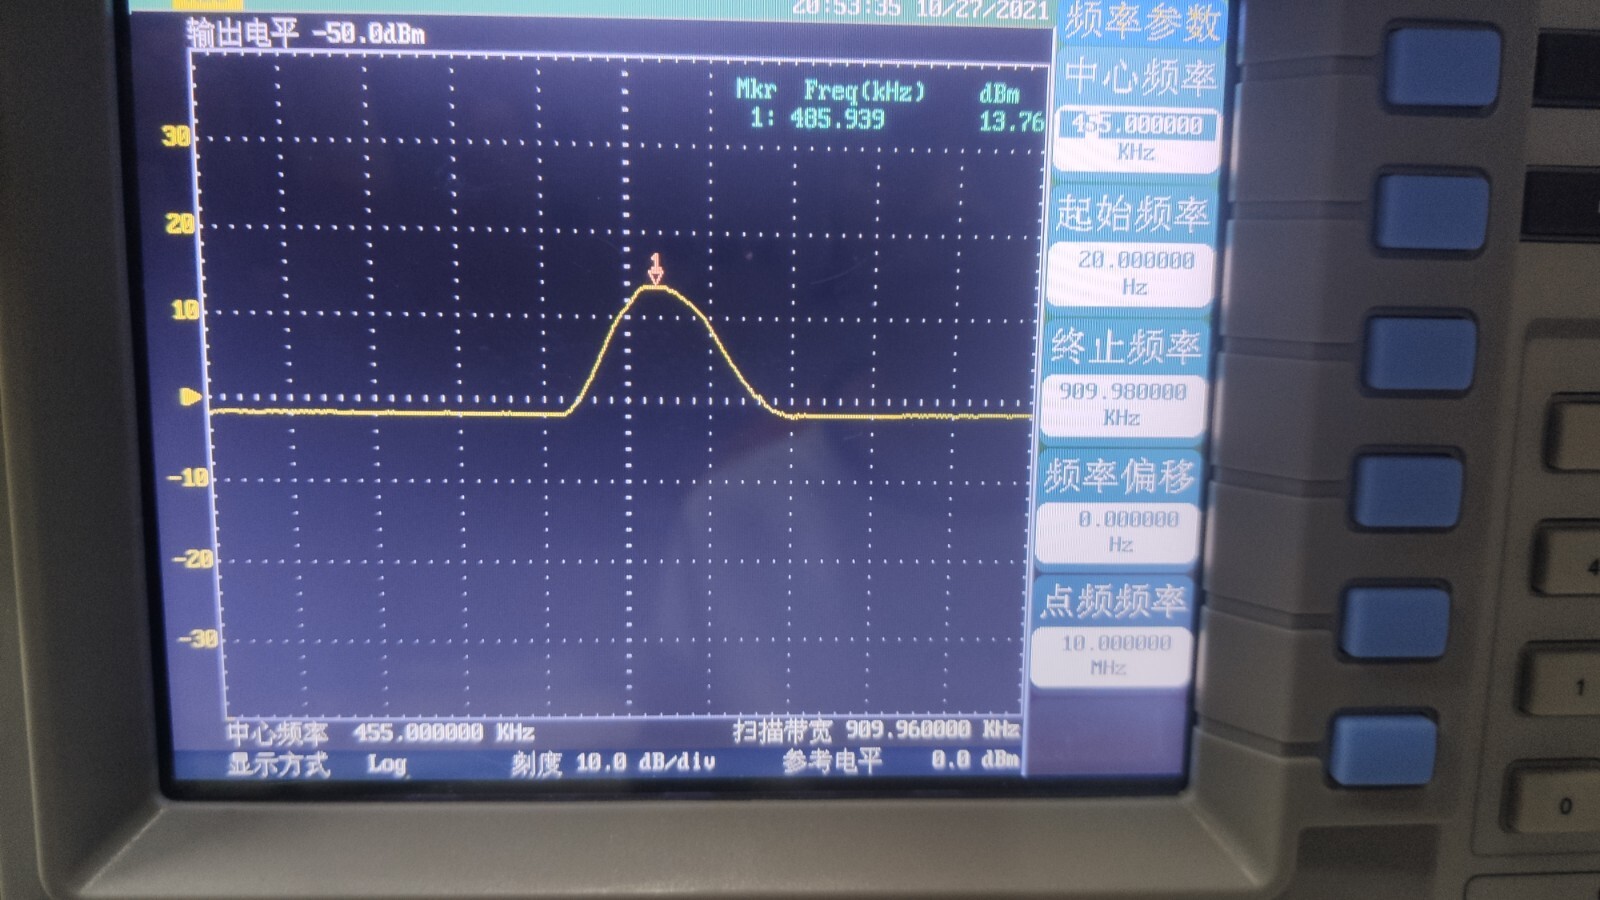 20:53:35 10/27/2021
输出电平 -50.0dBm
Mkr Freq(kHz) dBm
1: 485.939 13.76
30
20
10
-10
-20
-30
1
中心频率 455.000000 KHz
扫描带宽 909.960000 KHz
显示方式 Log
刻度 10.0 dB/div
参考电平 0.0 dBm
频率参数
中心频率
455.000000
KHz
起始频率
20.000000
Hz
终止频率
909.980000
KHz
频率偏移
0.000000
Hz
点频频率
10.000000
MHz
4
1
0